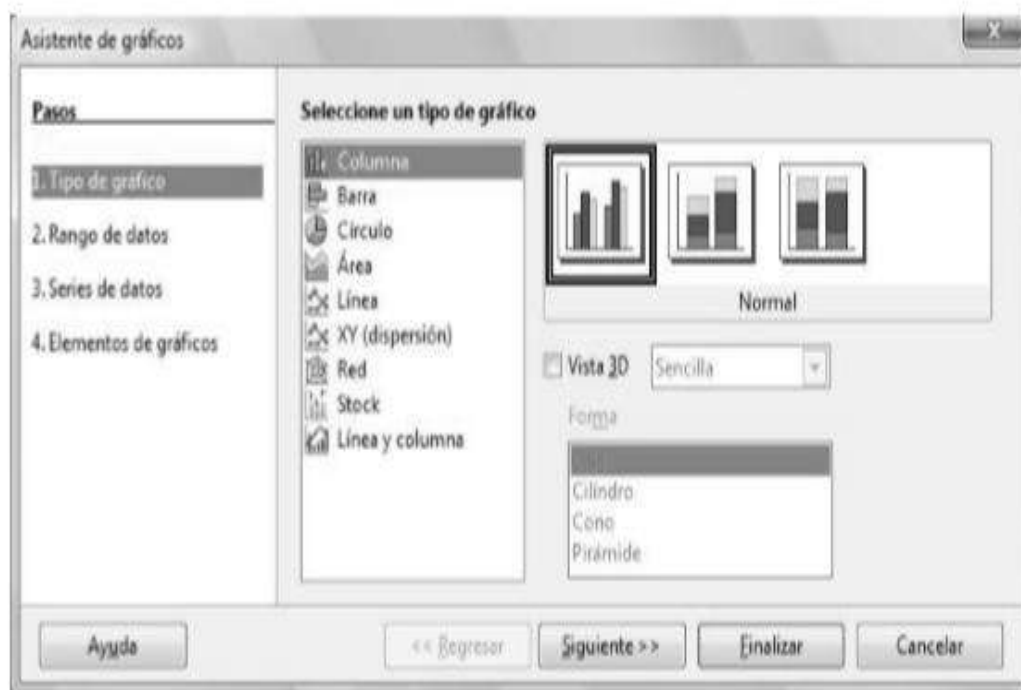 Asistente de gráficos
Pasos
1. Tipo de gráfico
2. Rango de datos
3. Series de datos
4. Elementos de gráficos
Seleccione un tipo de gráfico
Columna
Barra
Círculo
Área
Línea
XY (dispersión)
Red
Stock
Línea y columna
Normal
Vista 3D
Sencilla
Forma
Cilindro
Cono
Pirámide
Ayuda
<< Regresar
Siguiente >>
Finalizar
Cancelar